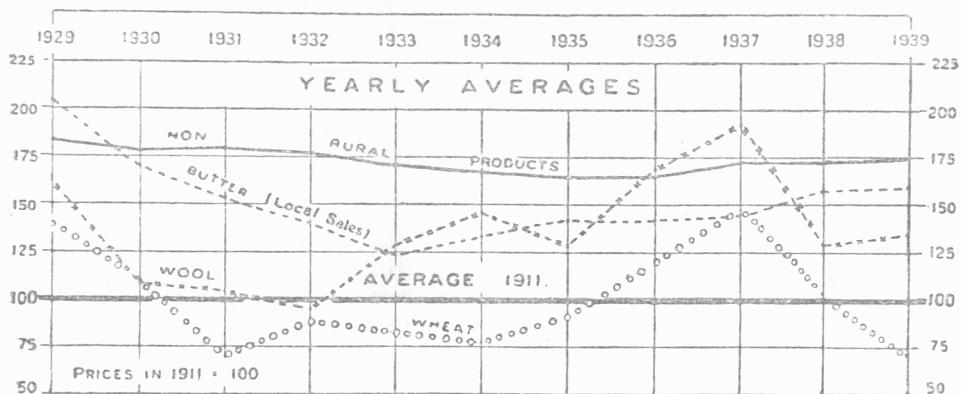 1929 1930 1931 1932 1933 1934 1935 1936 1937 1938 1939
225 YEARLY AVERAGES 225
200 200
NON RURAL PRODUCTS
175 175
BUTTER (Local Sales)
150 150
125 125
WOOL AVERAGE 1911.
100 100
WHEAT
75 75
PRICES IN 1911 = 100
50 50